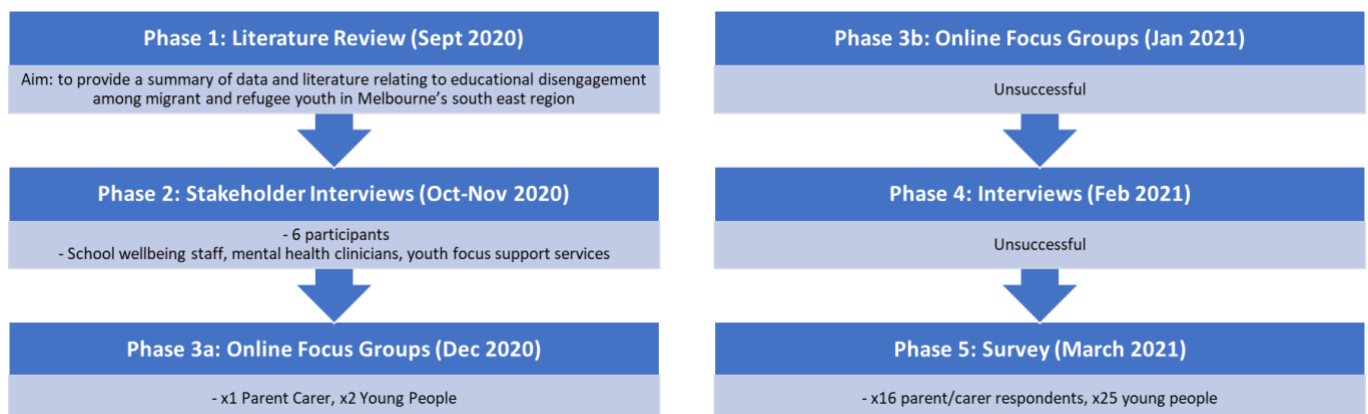 Phase 1: Literature Review (Sept 2020)
Aim: to provide a summary of data and literature relating to educational disengagement
among migrant and refugee youth in Melbourne's south east region
Phase 2: Stakeholder Interviews (Oct-Nov 2020)
- 6 participants
- School wellbeing staff, mental health clinicians, youth focus support services
Phase 3a: Online Focus Groups (Dec 2020)
- x1 Parent Carer, x2 Young People
Phase 3b: Online Focus Groups (Jan 2021)
Unsuccessful
Phase 4: Interviews (Feb 2021)
Unsuccessful
Phase 5: Survey (March 2021)
- x16 parent/carer respondents, x25 young people